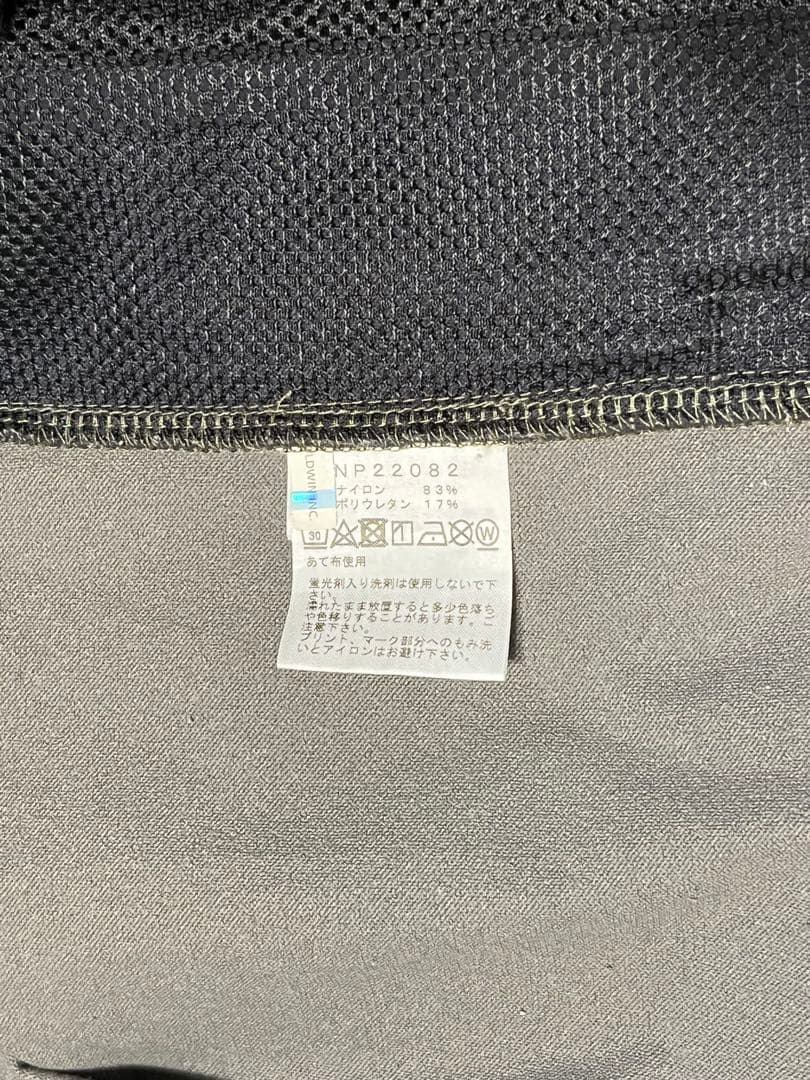 NP22082
ナイロン 83%
ポリウレタン 17%
LDWIN INC.
30
W
あて布使用
蛍光剤入り洗剤は使用しないで下
さい。
濡れたまま放置すると多少色落ち
や色移りすることがあります。ご
注意下さい。
プリント、マーク部分へのもみ洗
いとアイロンはお避け下さい。